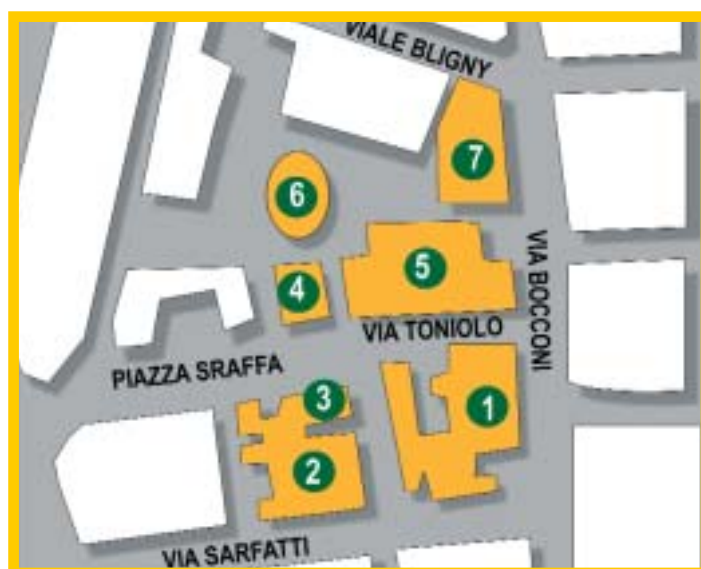 VIALE BLIGNY
7
6
VIA BOCCONI
5
4
VIA TONIOLO
PIAZZA SRAFFA
3
1
2
VIA SARFATTI